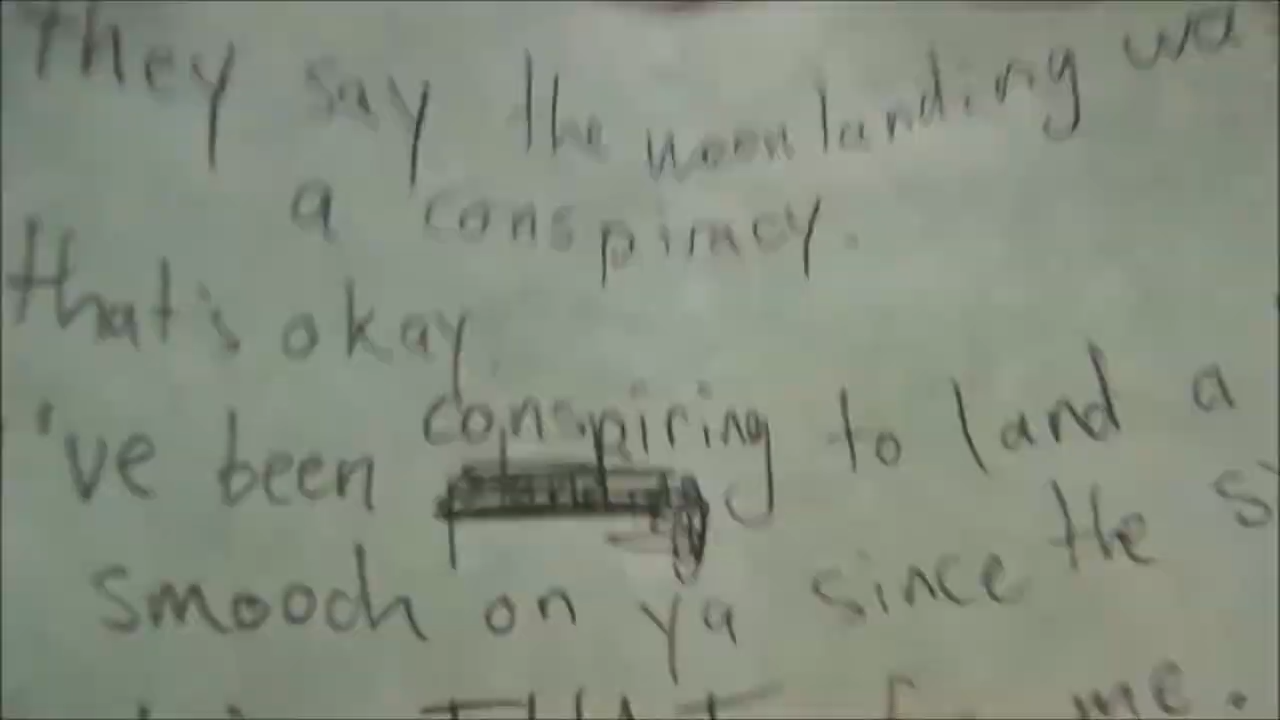 They say the moon landing wa
a conspiracy.
that's okay
've been conspiring to land a
smooch on ya since the
me.